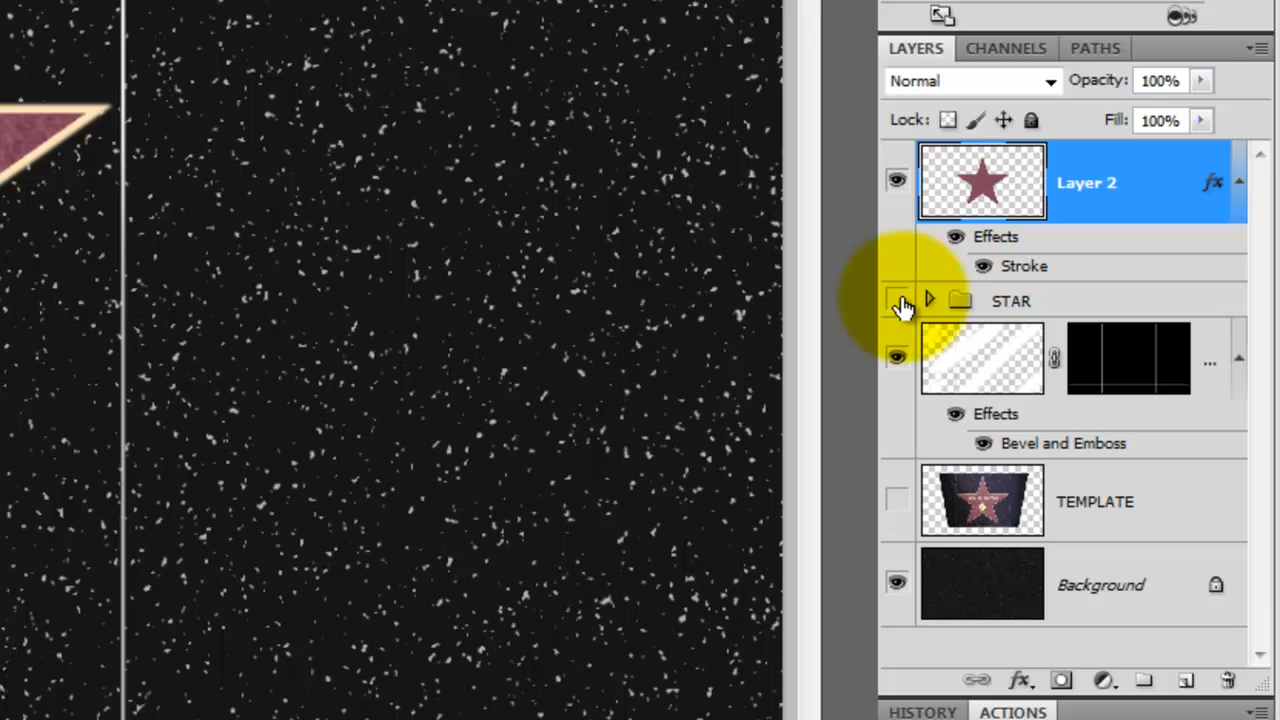 LAYERS CHANNELS PATHS
Normal Opacity: 100%
Lock: Fill: 100%
Layer 2 fx
Effects
Stroke
STAR
...
Effects
Bevel and Emboss
TEMPLATE
Background
fx
HISTORY ACTIONS